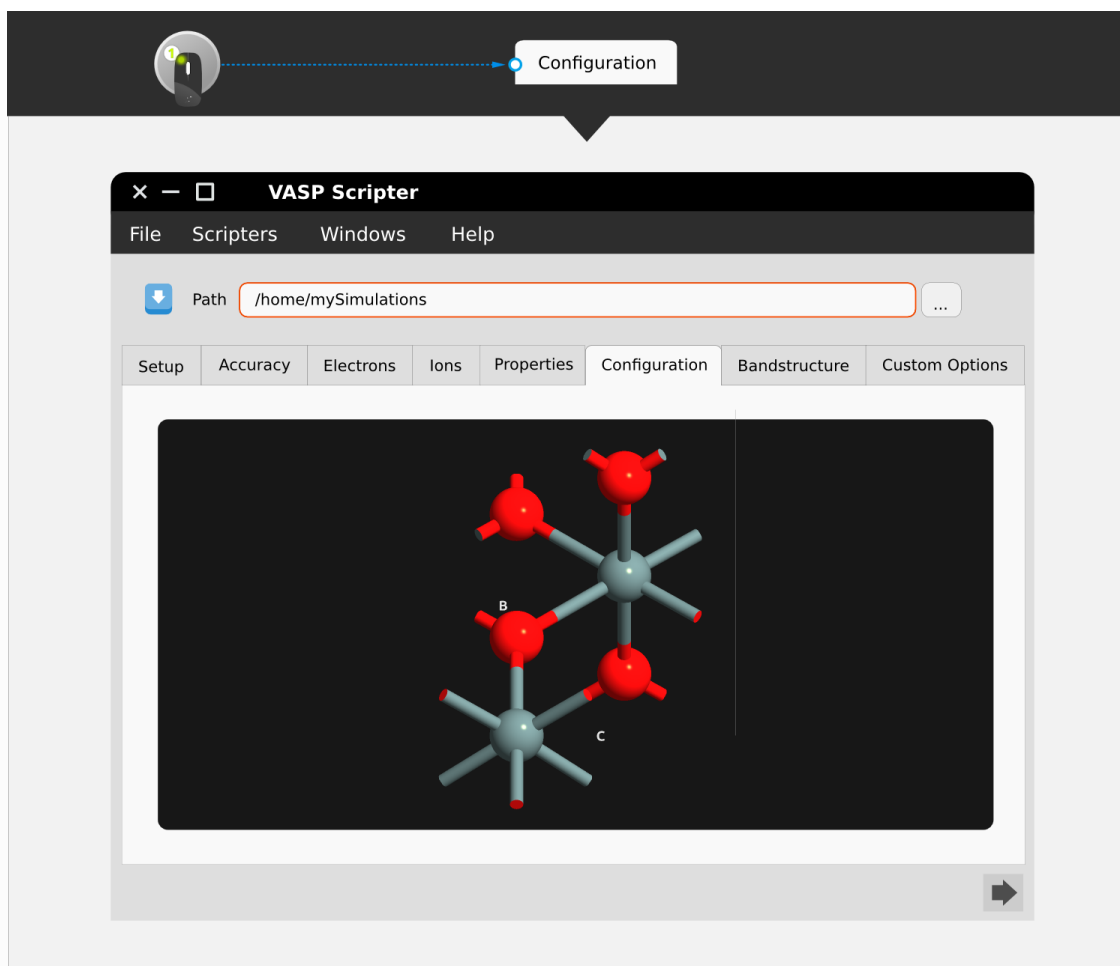 1
Configuration
VASP Scripter
File Scripters Windows Help
Path /home/mySimulations ...
Setup Accuracy Electrons Ions Properties Configuration Bandstructure Custom Options
B
C